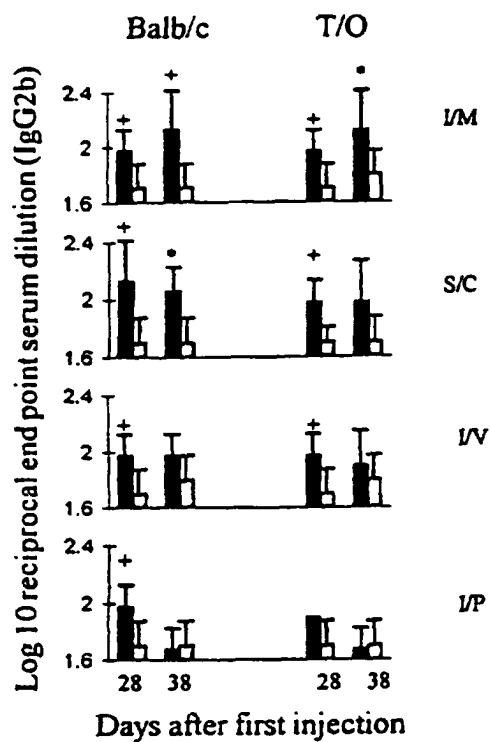 Balb/c T/O
Log 10 reciprocal end point serum dilution (IgG2b)
+ + + *
2.4
2
1.6
I/M
+ * +
2.4
2
1.6
S/C
+ +
2.4
2
1.6
I/V
+
2.4
2
1.6
I/P
28 38 28 38
Days after first injection